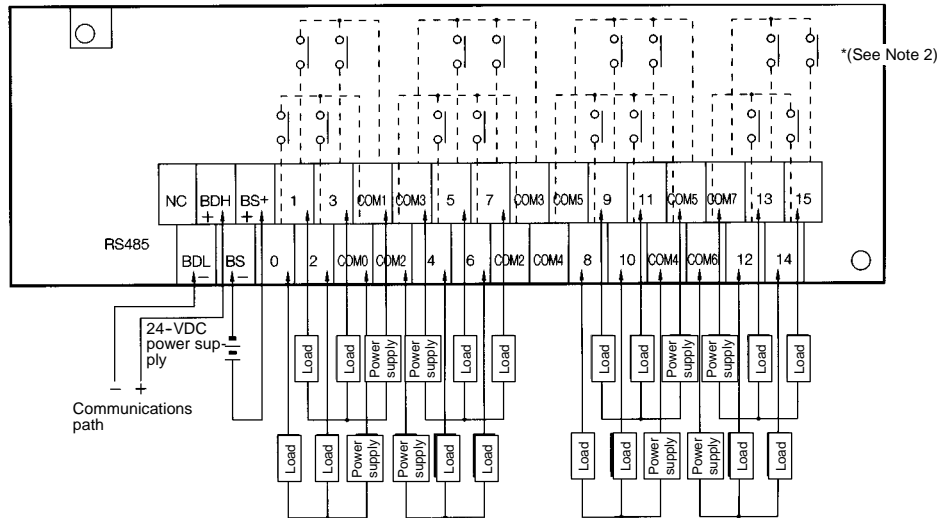 *(See Note 2)
NC BDH + BS+ + 1 3 COM1 COM3 5 7 COM3 COM5 9 11 COM5 COM7 13 15
RS485
BDL − BS − 0 2 COM0 COM2 4 6 COM2 COM4 8 10 COM4 COM6 12 14
24-VDC
power sup-
ply
− +
Communications
path
Load Load Power supply Power supply Load Load Load Load Power supply Power supply Load Load
Load Load Power supply Power supply Load Load Load Load Power supply Power supply Load Load